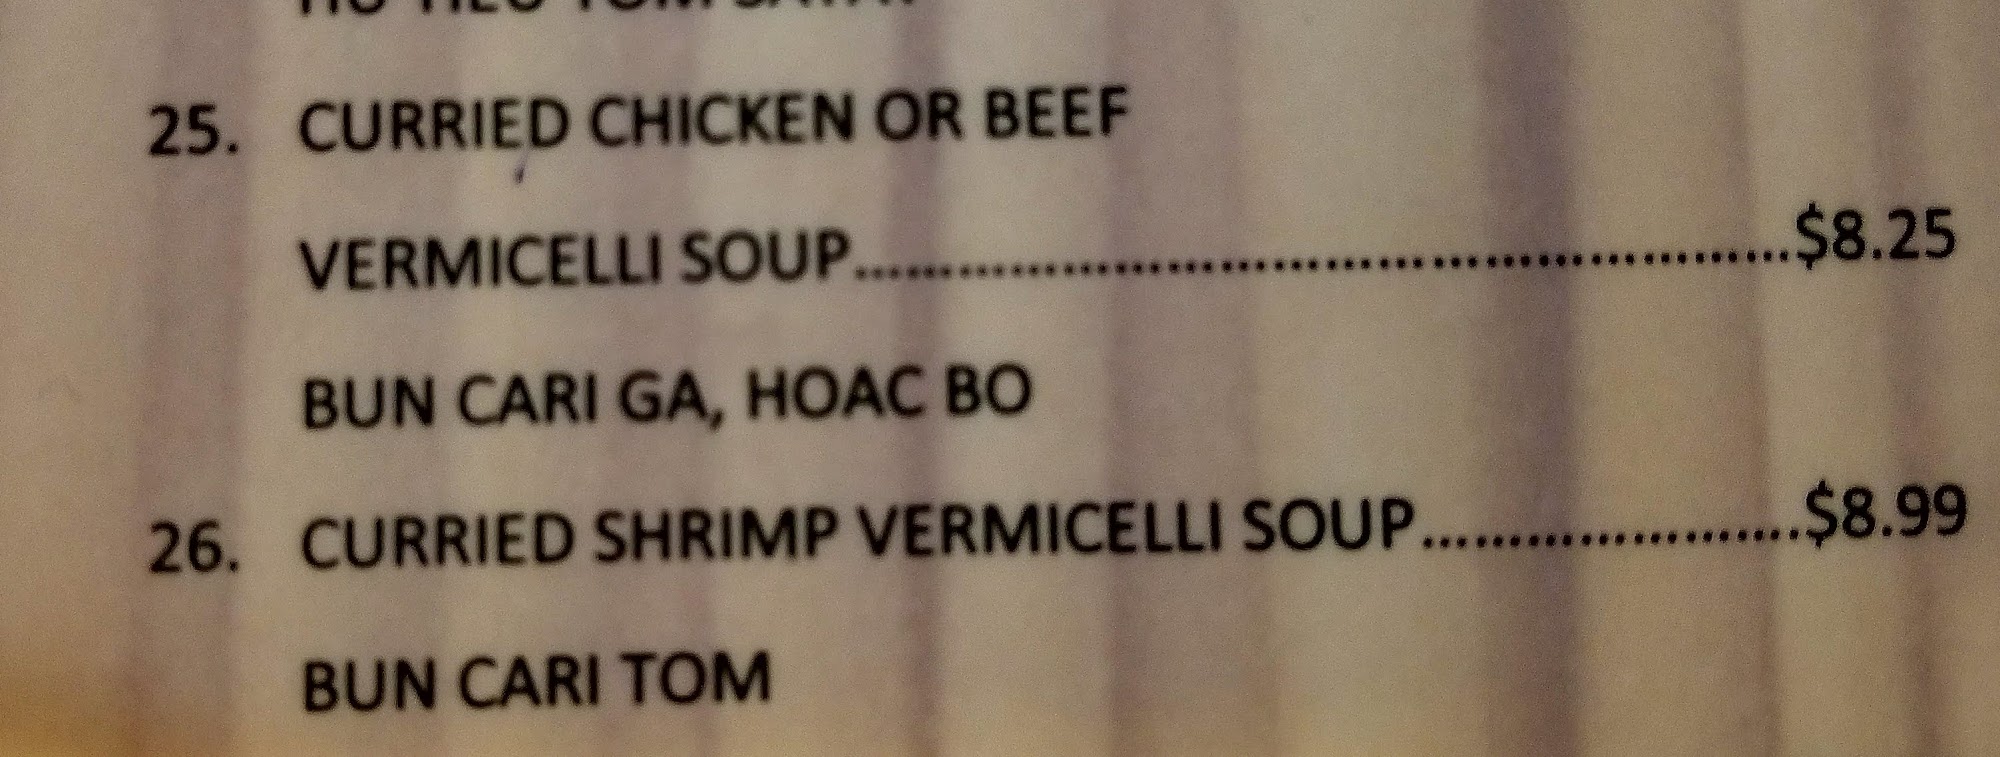 25. CURRIED CHICKEN OR BEEF
VERMICELLI SOUP....................................................$8.25
BUN CARI GA, HOAC BO
26. CURRIED SHRIMP VERMICELLI SOUP.....................$8.99
BUN CARI TOM